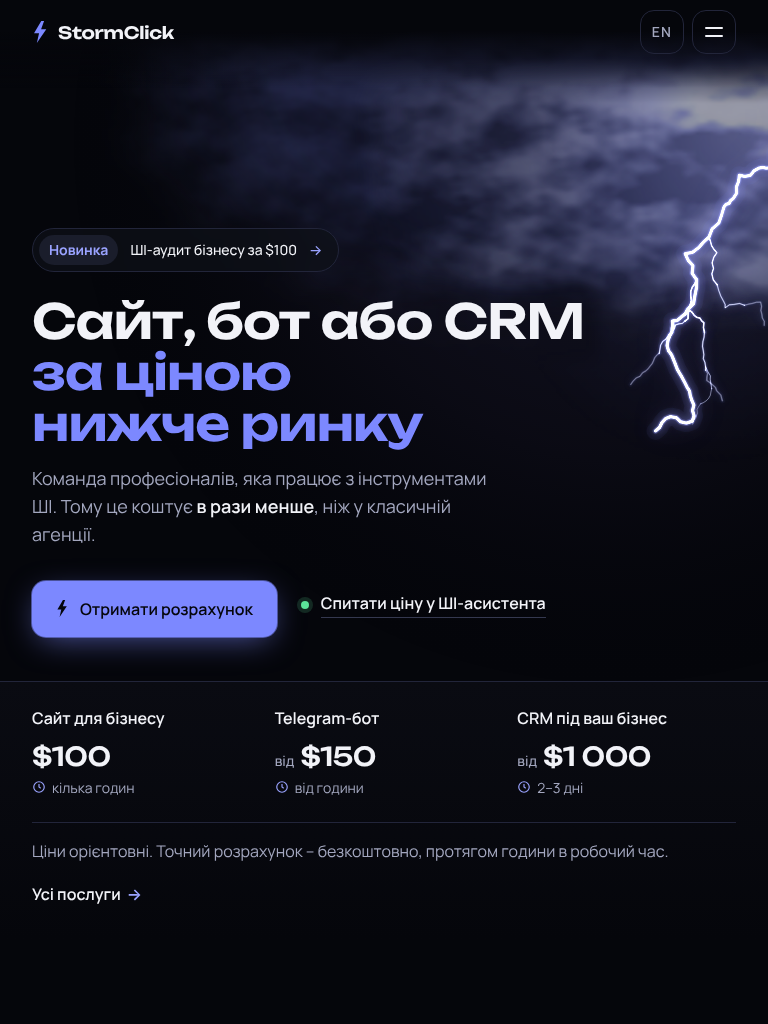 StormClick
EN
Новинка ШІ-аудит бізнесу за $100 →
Сайт, бот або CRM
за ціною
нижче ринку
Команда професіоналів, яка працює з інструментами
ШІ. Тому це коштує в рази менше, ніж у класичній
агенції.
Отримати розрахунок
Спитати ціну у ШІ-асистента
Сайт для бізнесу
$100
кілька годин
Telegram-бот
від $150
від години
CRM під ваш бізнес
від $1 000
2–3 дні
Ціни орієнтовні. Точний розрахунок – безкоштовно, протягом години в робочий час.
Усі послуги →